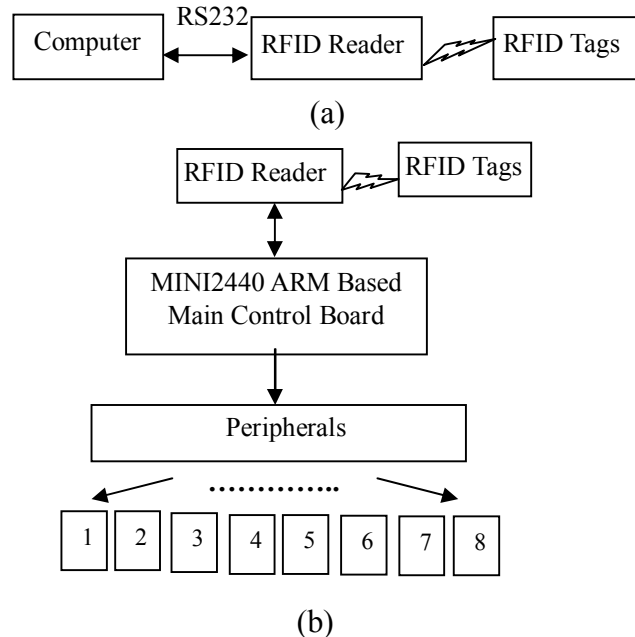 RS232
Computer
RFID Reader
RFID Tags
(a)
RFID Reader
RFID Tags
MINI2440 ARM Based
Main Control Board
Peripherals
1 2 3 4 5 6 7 8
(b)